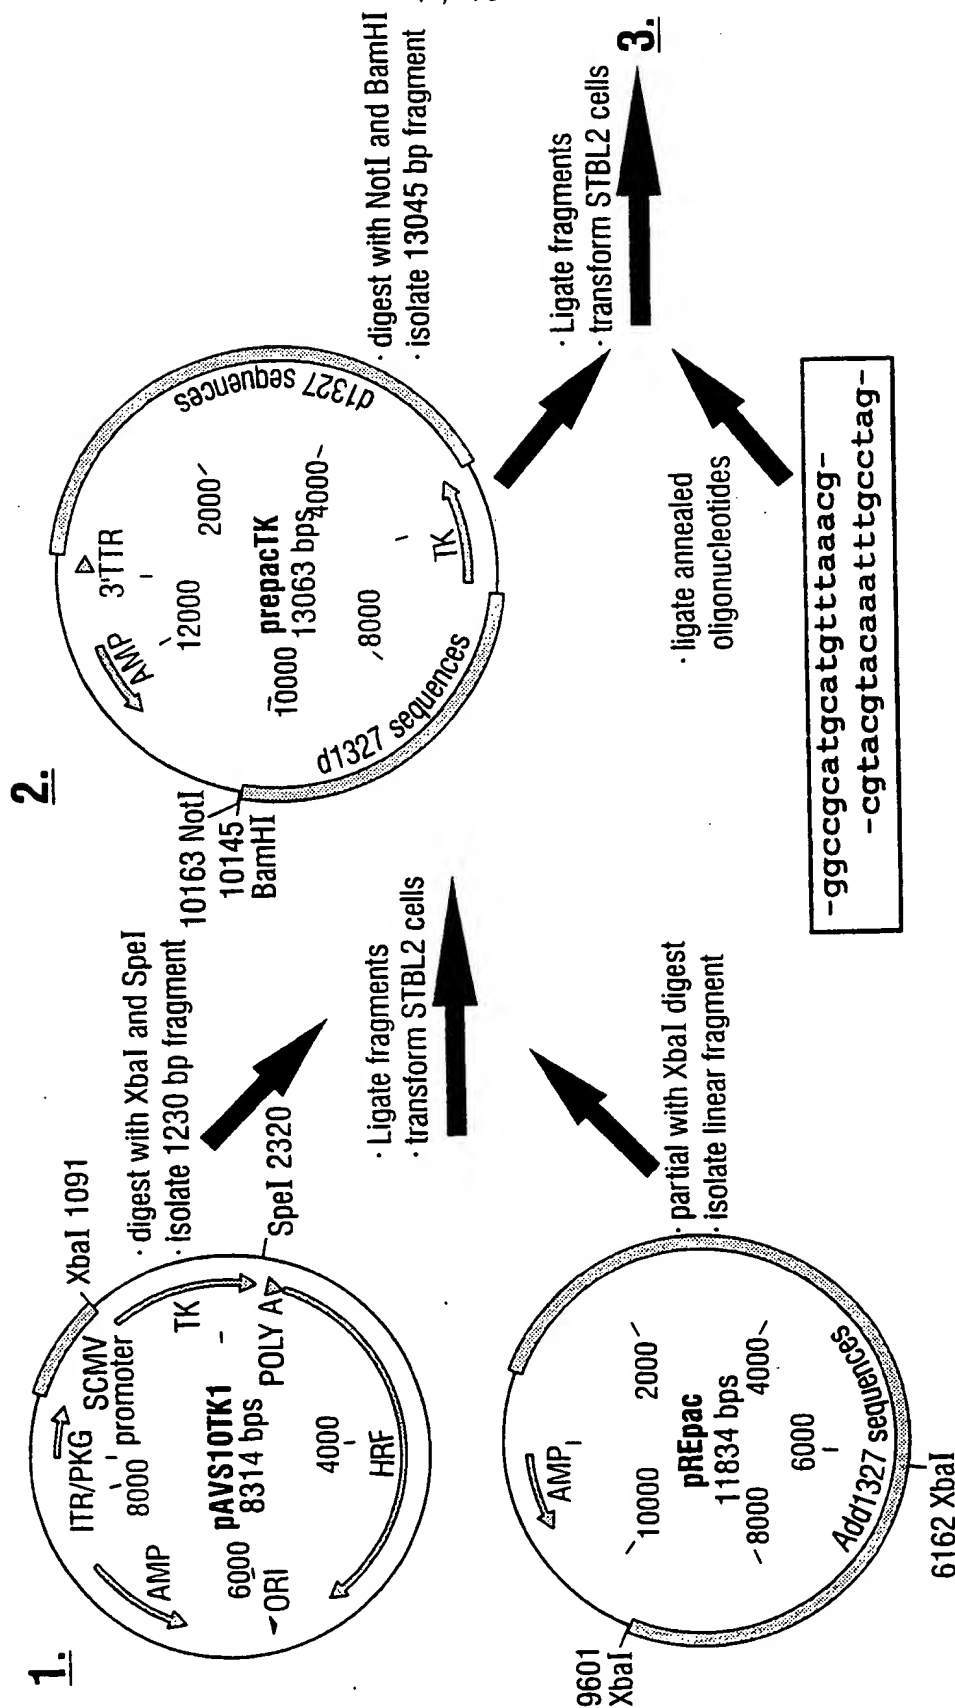 1.
ITR/PKG
SCMV
promoter
8000
AMP
TK
6000
pAVS10TK1
8314 bps
ORI
POLY A
4000
HRF
XbaI 1091
SpeI 2320
· digest with XbaI and SpeI
· isolate 1230 bp fragment
AMP
10000
2000
pREpac
11834 bps
8000
4000
6000
Add1327 sequences
9601
XbaI
6162 XbaI
· partial with XbaI digest
· isolate linear fragment
· Ligate fragments
· transform STBL2 cells
2.
10163 NotI
10145
BamHI
AMP
3'TTR
12000
2000
10000
prepacTK
13063 bps
4000
8000
TK
d1327 sequences
d1327 sequences
· digest with NotI and BamHI
· isolate 13045 bp fragment
· ligate annealed
oligonucleotides
-ggccgcatgcatgtttaaacg-
-cgtacgtacaaatttgcctag-
· Ligate fragments
· transform STBL2 cells
3.